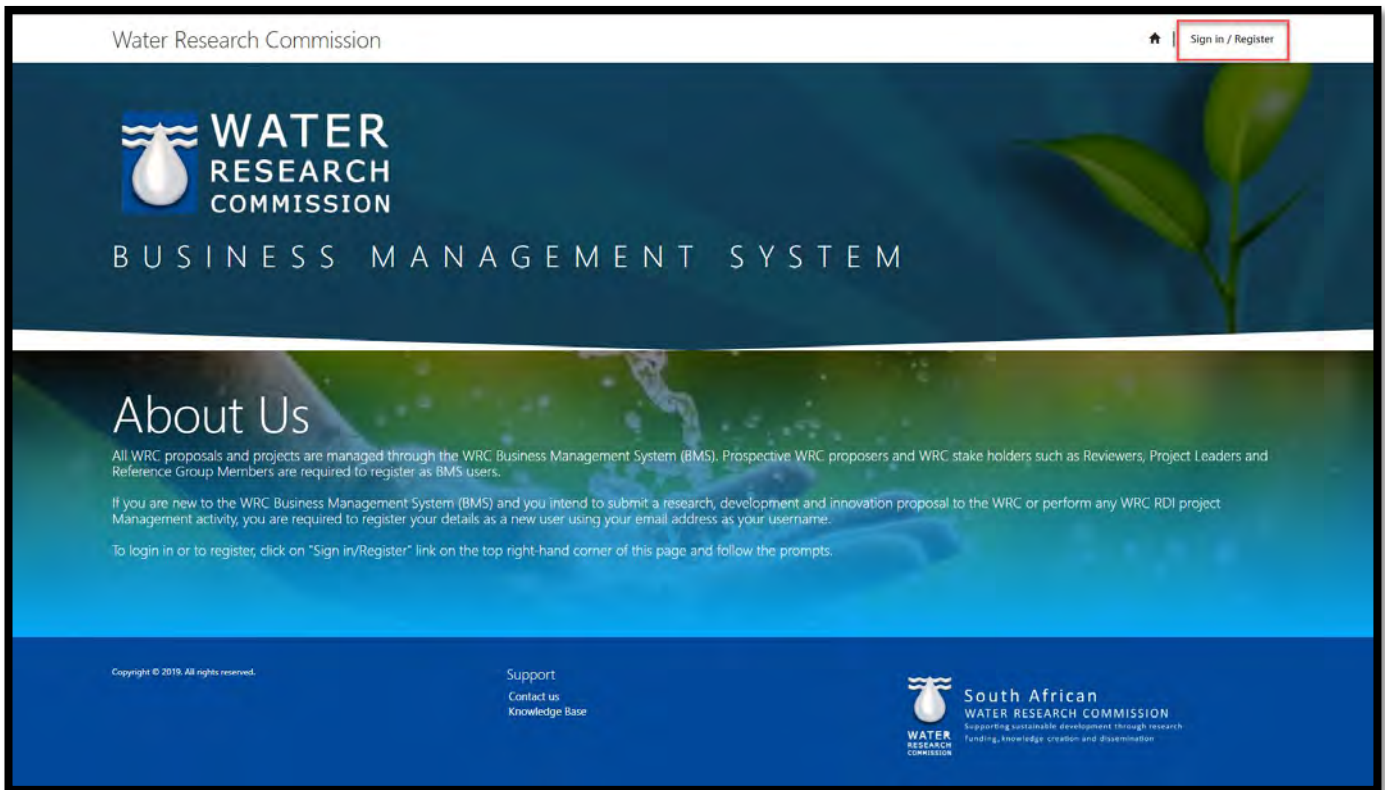 Water Research Commission
Sign in / Register
WATER
RESEARCH
COMMISSION
BUSINESS MANAGEMENT SYSTEM
About Us
All WRC proposals and projects are managed through the WRC Business Management System (BMS). Prospective WRC proposers and WRC stake holders such as Reviewers, Project Leaders and
Reference Group Members are required to register as BMS users.
If you are new to the WRC Business Management System (BMS) and you intend to submit a research, development and innovation proposal to the WRC or perform any WRC RDI project
Management activity, you are required to register your details as a new user using your email address as your username.
To login in or to register, click on "Sign in/Register" link on the top right-hand corner of this page and follow the prompts.
Copyright © 2019. All rights reserved.
Support
Contact us
Knowledge Base
WATER
RESEARCH
COMMISSION
South African
WATER RESEARCH COMMISSION
Supporting sustainable development through research
funding, knowledge creation and dissemination